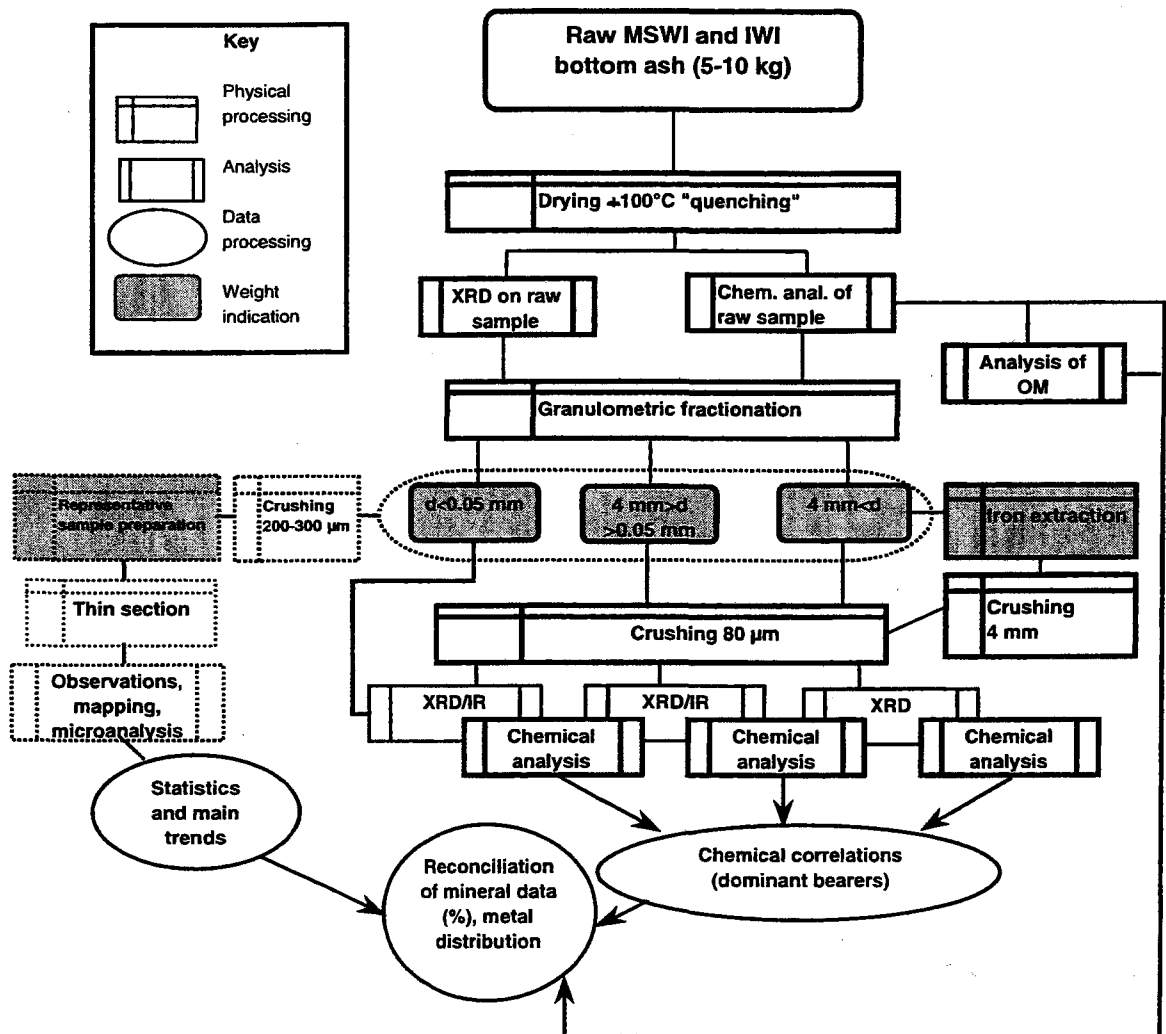 Key
Physical
processing
Analysis
Data
processing
Weight
indication
Raw MSWI and IWI
bottom ash (5-10 kg)
Drying +100°C "quenching"
XRD on raw
sample
Chem. anal. of
raw sample
Analysis of
OM
Granulometric fractionation
Representative
sample preparation
Crushing
200-300 µm
d<0.05 mm
4 mm>d
>0.05 mm
4 mm<d
Iron extraction
Thin section
Crushing 80 µm
Crushing
4 mm
Observations,
mapping,
microanalysis
XRD/IR
XRD/IR
XRD
Chemical
analysis
Chemical
analysis
Chemical
analysis
Statistics
and main
trends
Reconciliation
of mineral data
(%), metal
distribution
Chemical correlations
(dominant bearers)